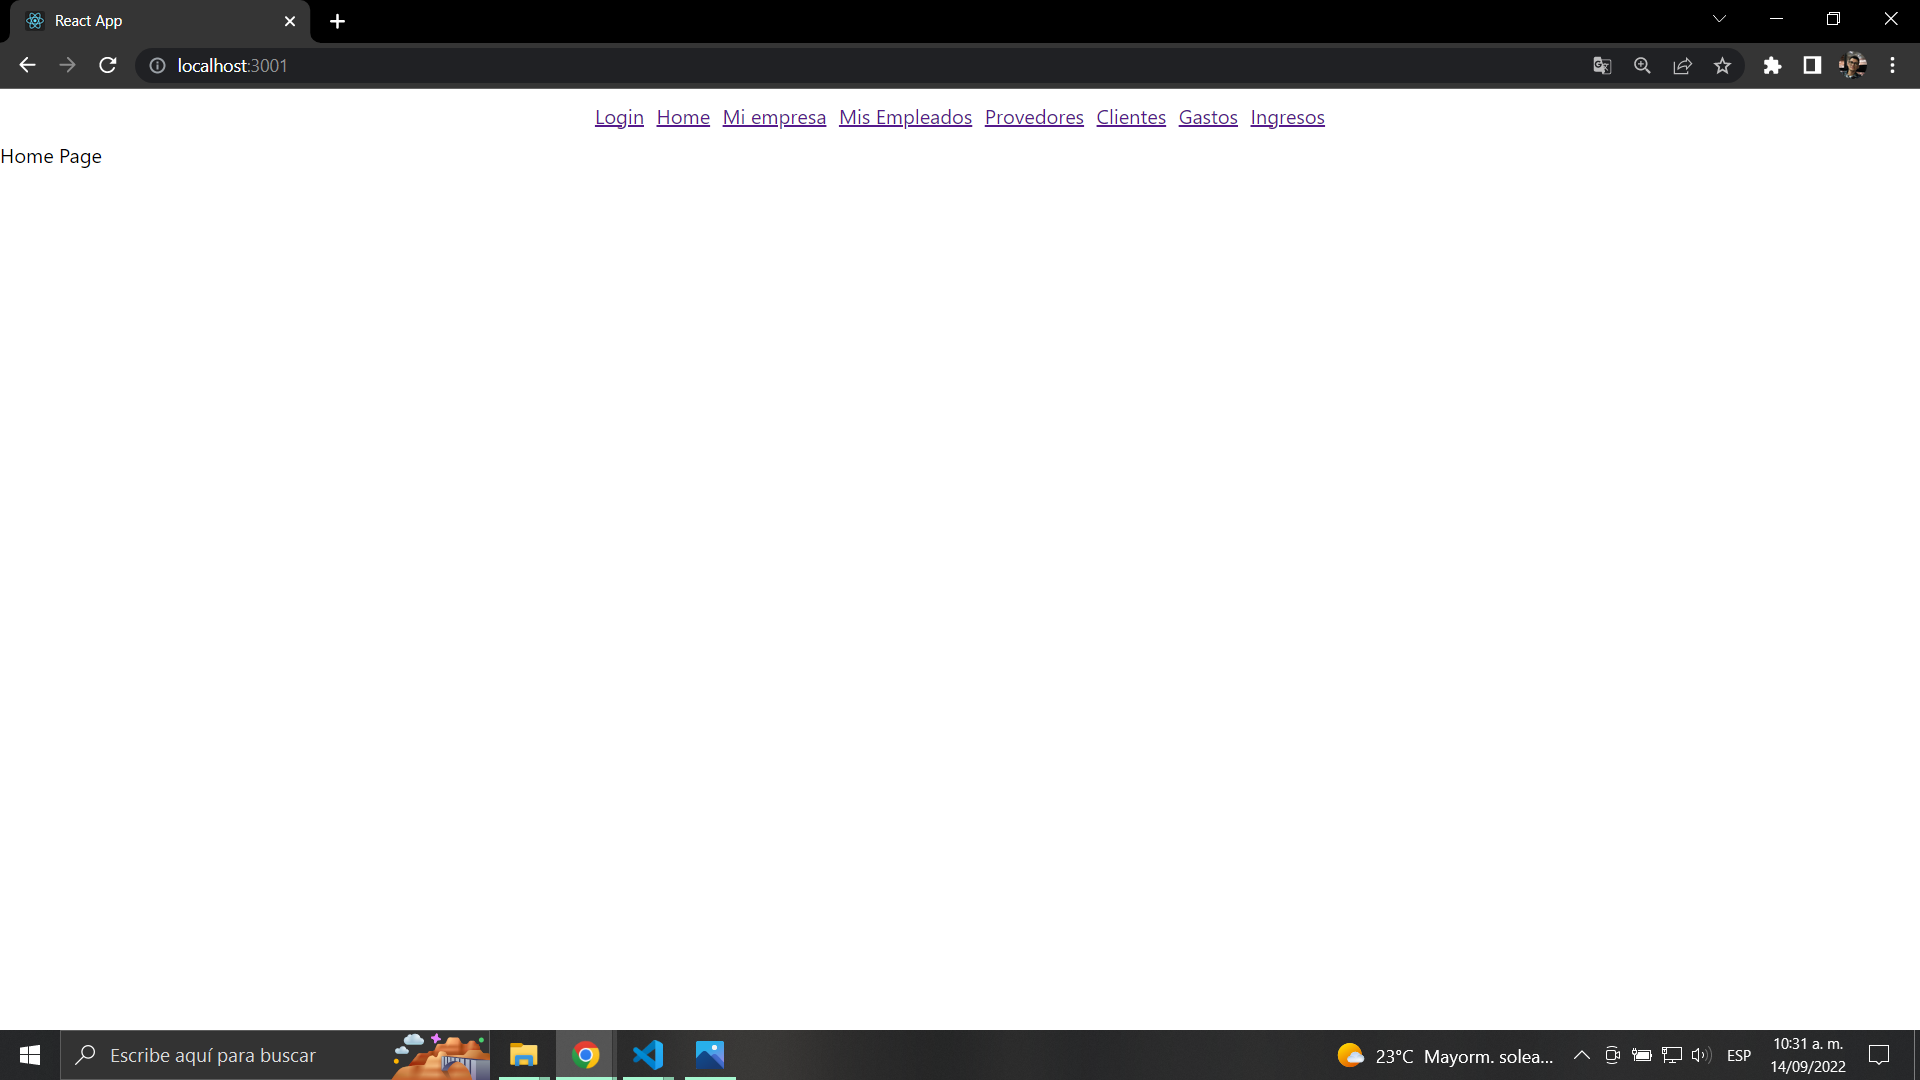 React App
localhost:3001
Login Home Mi empresa Mis Empleados Provedores Clientes Gastos Ingresos
Home Page
Escribe aquí para buscar
23°C Mayorm. solea...
ESP
10:31 a. m.
14/09/2022